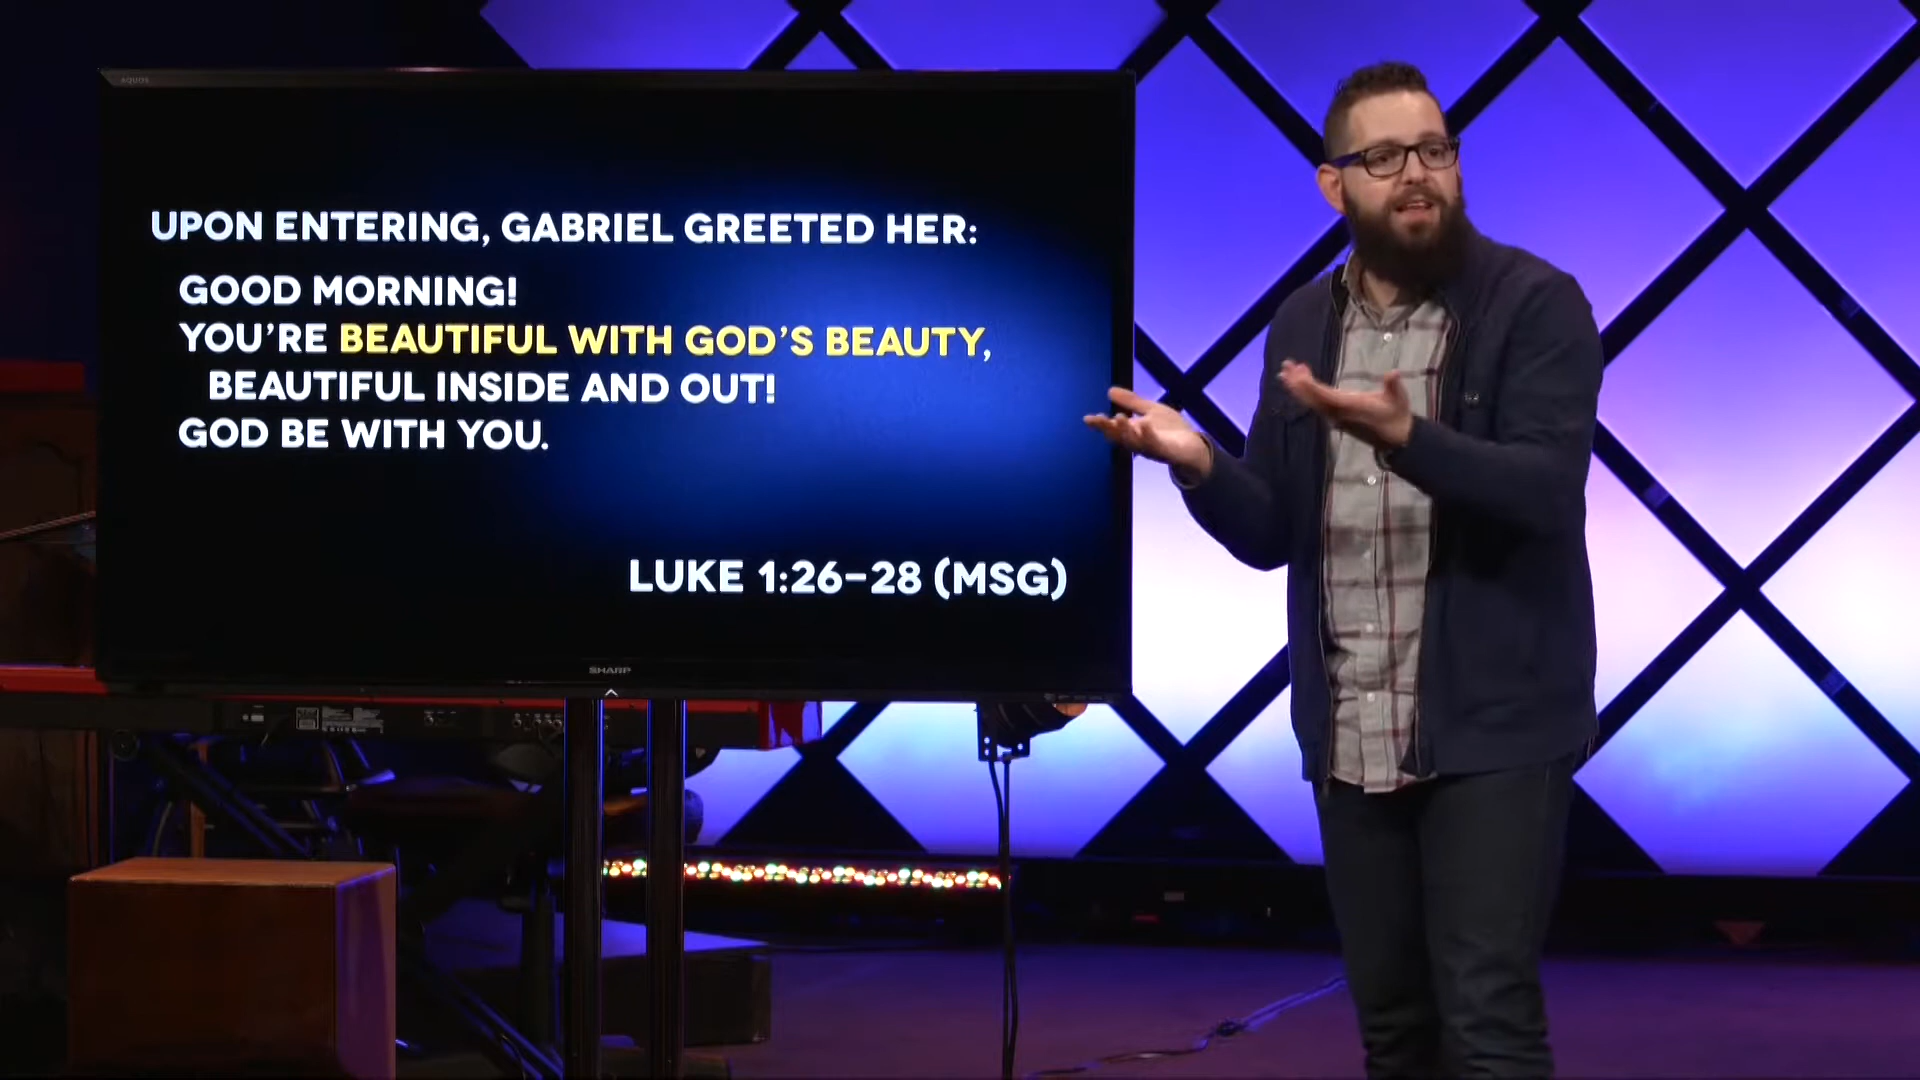 AQUOS
UPON ENTERING, GABRIEL GREETED HER:
GOOD MORNING!
YOU'RE BEAUTIFUL WITH GOD'S BEAUTY,
BEAUTIFUL INSIDE AND OUT!
GOD BE WITH YOU.
LUKE 1:26–28 (MSG)
SHARP